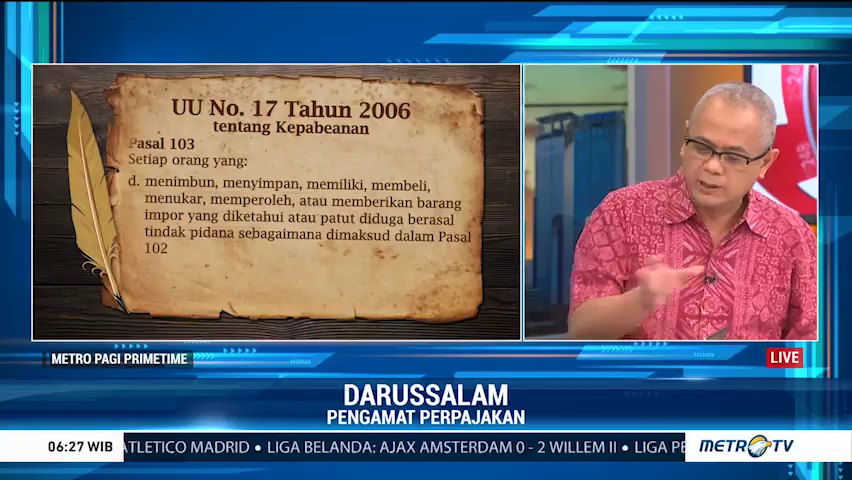 UU No. 17 Tahun 2006
tentang Kepabeanan
Pasal 103
Setiap orang yang:
d. menimbun, menyimpan, memiliki, membeli,
menukar, memperoleh, atau memberikan barang
impor yang diketahui atau patut diduga berasal
tindak pidana sebagaimana dimaksud dalam Pasal
102
METRO PAGI PRIMETIME
LIVE
DARUSSALAM
PENGAMAT PERPAJAKAN
06:27 WIB
ATLETICO MADRID • LIGA BELANDA: AJAX AMSTERDAM 0 - 2 WILLEM II • LIGA PE
METRO TV